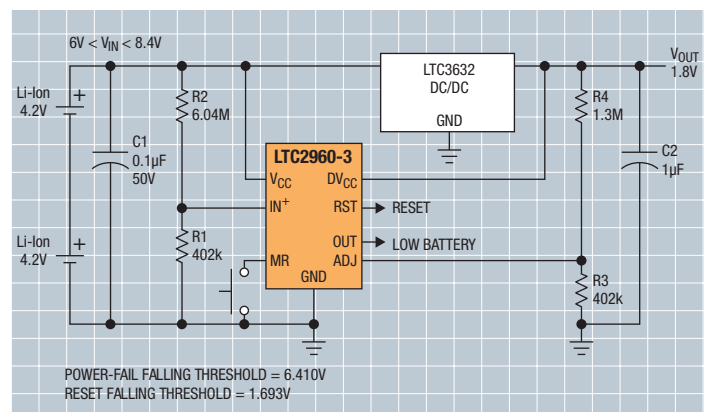 6V < VIN < 8.4V
Li-Ion
4.2V
+
R2
6.04M
C1
0.1µF
50V
LTC3632
DC/DC
GND
VOUT
1.8V
R4
1.3M
C2
1µF
LTC2960-3
VCC
DVCC
IN+
RST
RESET
OUT
LOW BATTERY
MR
ADJ
GND
Li-Ion
4.2V
+
R1
402k
R3
402k
POWER-FAIL FALLING THRESHOLD = 6.410V
RESET FALLING THRESHOLD = 1.693V